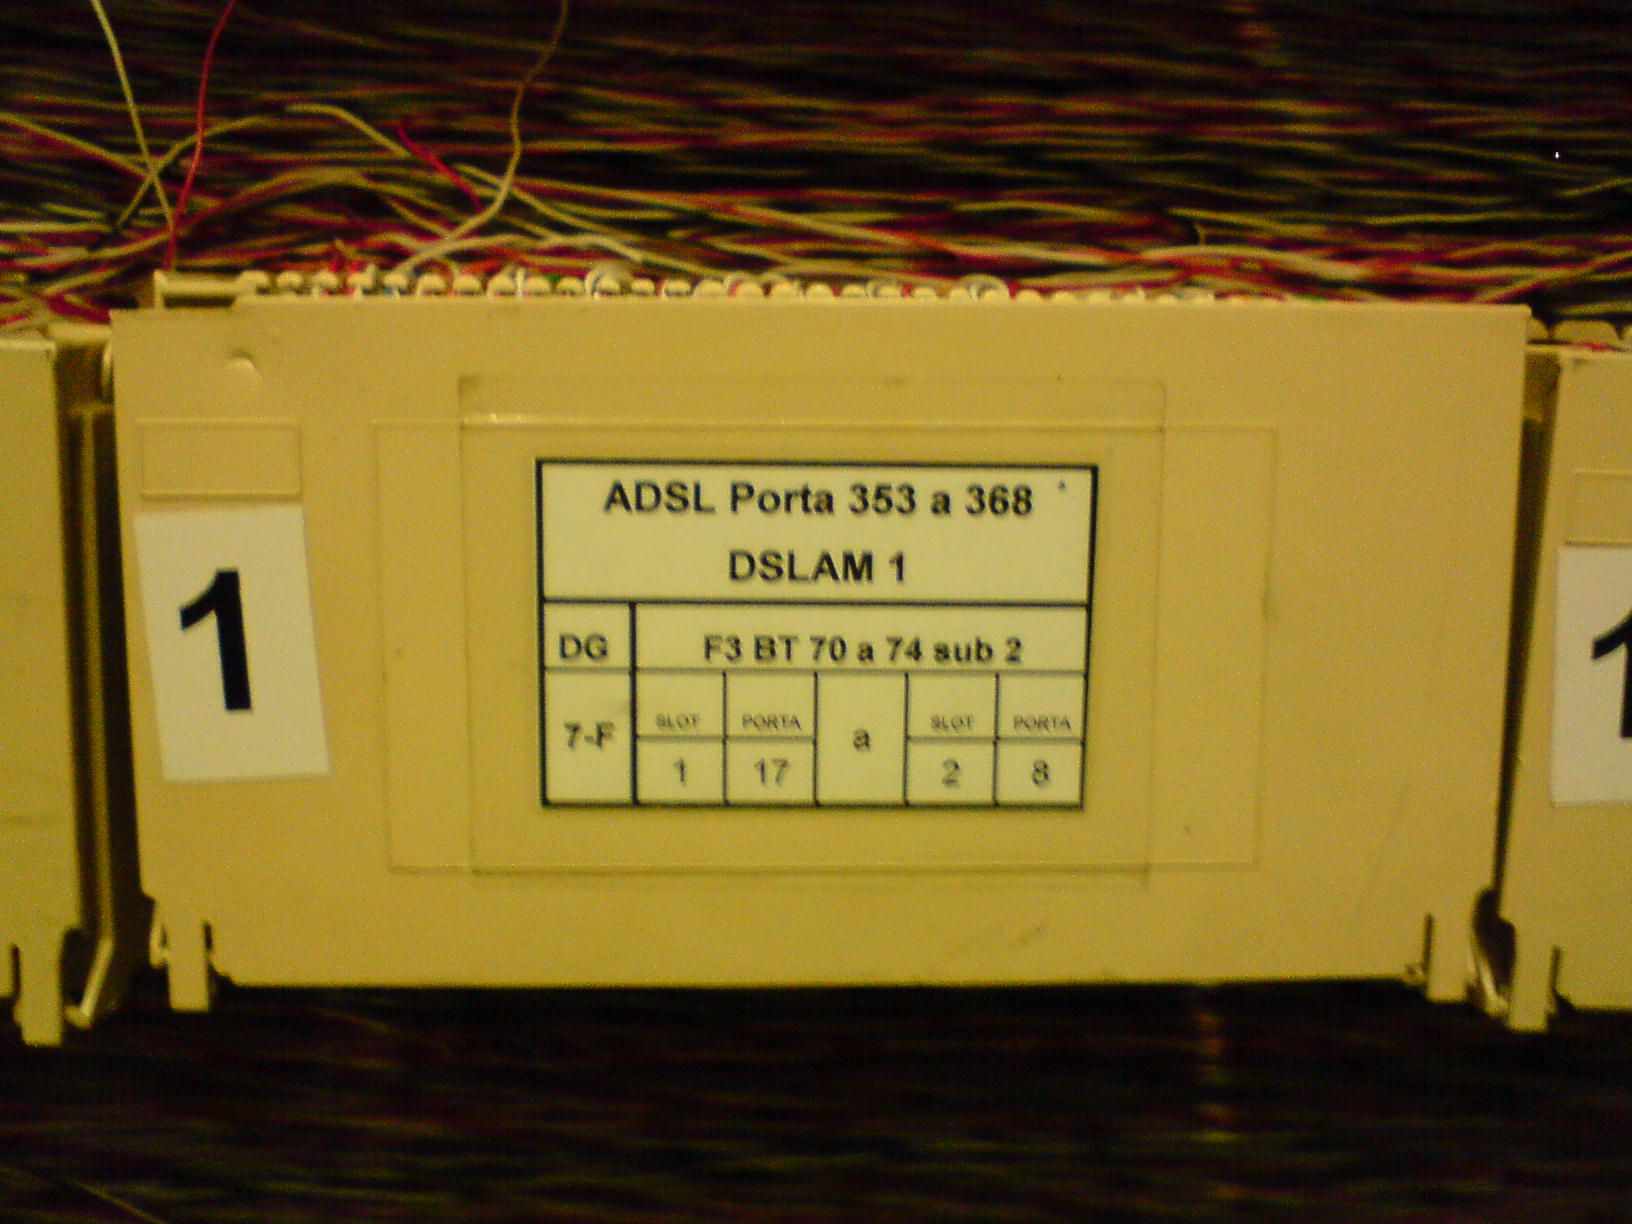 ADSL Porta 353 a 368
DSLAM 1
DG F3 BT 70 a 74 sub 2
7-F SLOT PORTA a SLOT PORTA
1 17 2 8
1
1